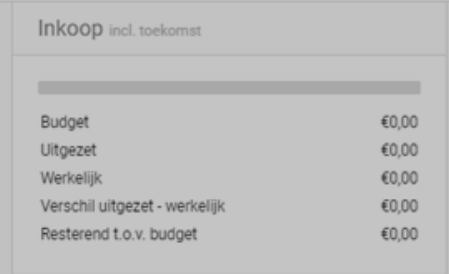 Inkoop incl. toekomst
Budget €0,00
Uitgezet €0,00
Werkelijk €0,00
Verschil uitgezet - werkelijk €0,00
Resterend t.o.v. budget €0,00